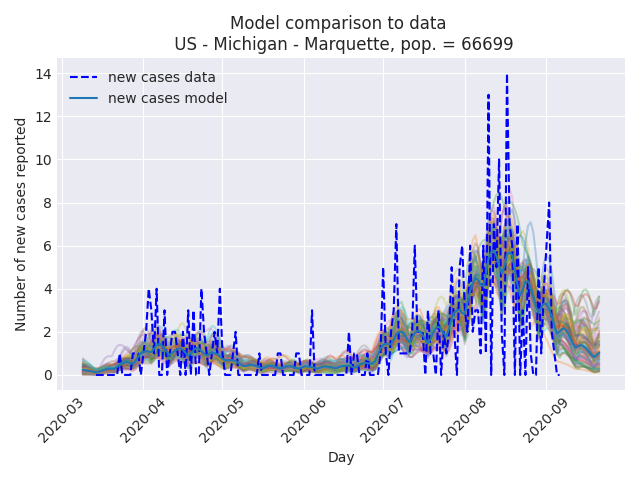 Model comparison to data
US - Michigan - Marquette, pop. = 66699
new cases data
new cases model
Number of new cases reported
14
12
10
8
6
4
2
0
2020-03
2020-04
2020-05
2020-06
2020-07
2020-08
2020-09
Day